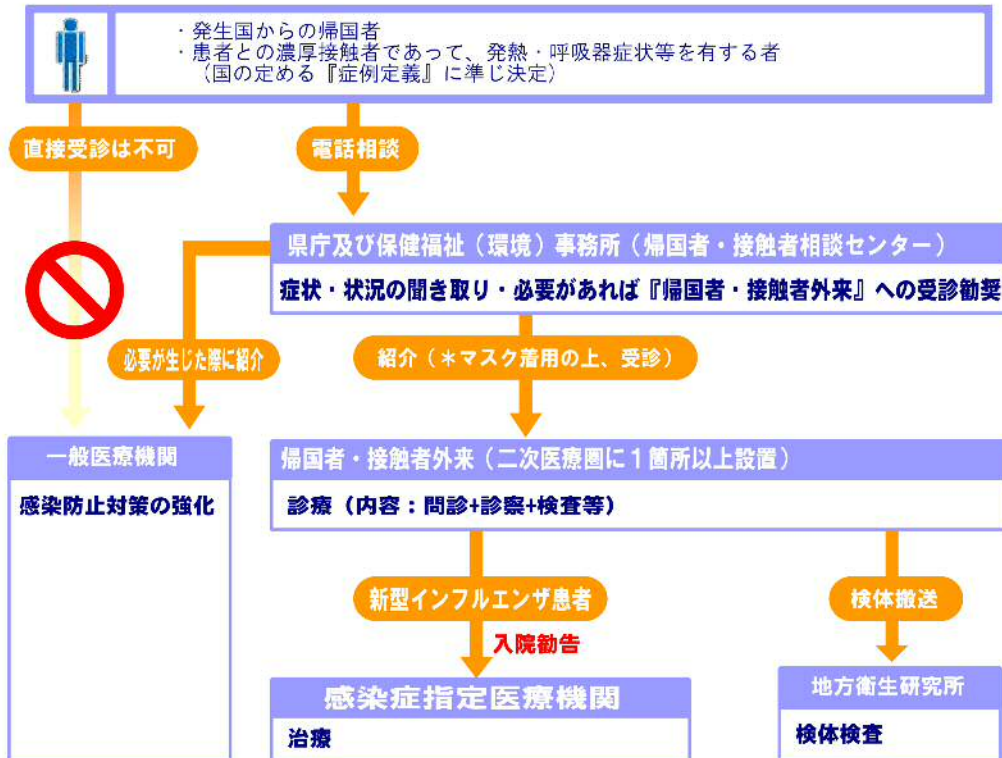 ・発生国からの帰国者
・患者との濃厚接触者であって、発熱・呼吸器症状等を有する者
（国の定める『症例定義』に準じ決定）
直接受診は不可
電話相談
県庁及び保健福祉（環境）事務所（帰国者・接触者相談センター）
症状・状況の聞き取り・必要があれば『帰国者・接触者外来』への受診勧奨
必要が生じた際に紹介
紹介（＊マスク着用の上、受診）
一般医療機関
感染防止対策の強化
帰国者・接触者外来（二次医療圏に１箇所以上設置）
診療（内容：問診+診察+検査等）
新型インフルエンザ患者
検体搬送
入院勧告
感染症指定医療機関
治療
地方衛生研究所
検体検査